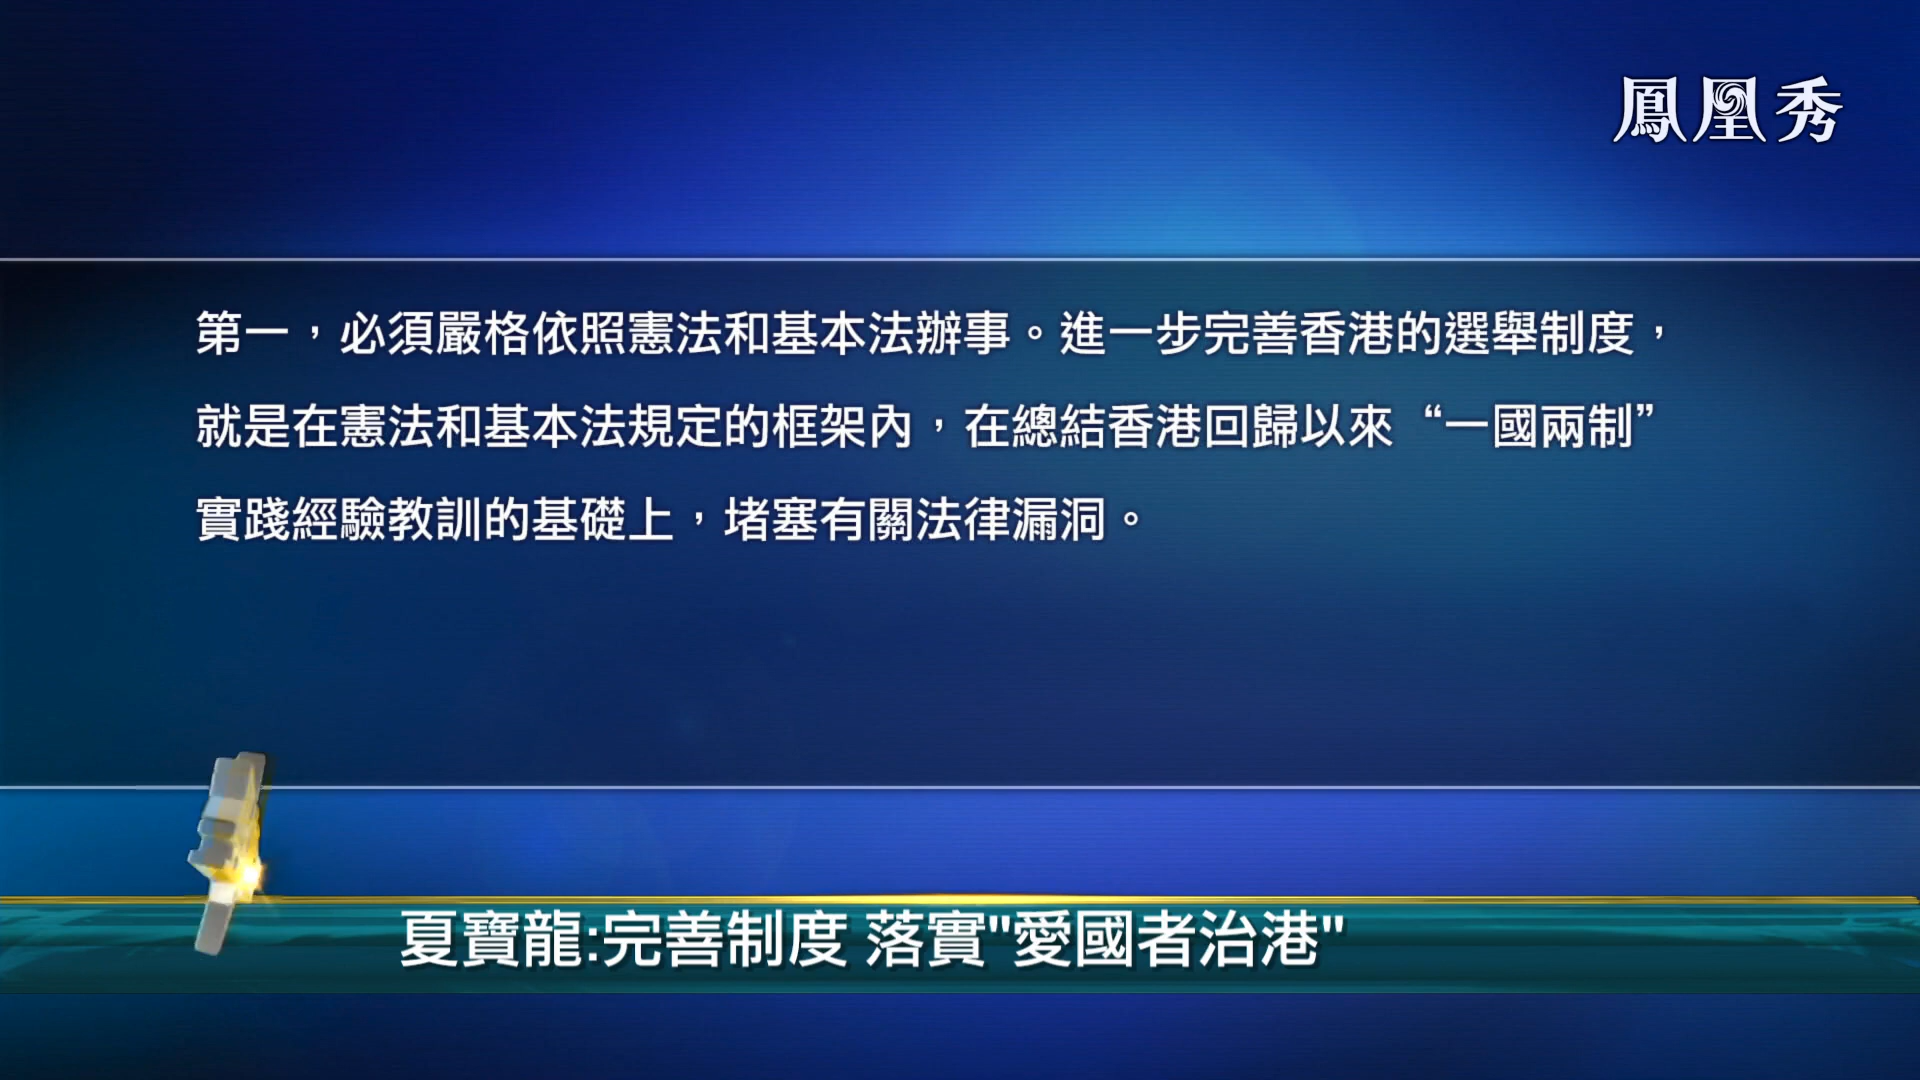 鳳凰秀
第一，必須嚴格依照憲法和基本法辦事。進一步完善香港的選舉制度，
就是在憲法和基本法規定的框架內，在總結香港回歸以來“一國兩制”
實踐經驗教訓的基礎上，堵塞有關法律漏洞。
夏寶龍:完善制度 落實"愛國者治港"